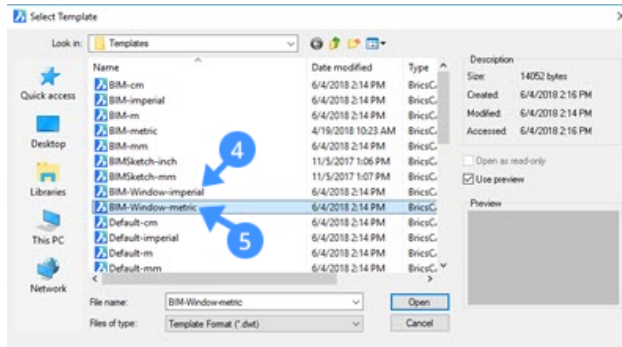 Select Template
Look in: Templates
Quick access
Desktop
Libraries
This PC
Network
Name Date modified Type
BIM-cm 6/4/2018 2:14 PM BricsC
BIM-imperial 6/4/2018 2:14 PM BricsC
BIM-m 6/4/2018 2:14 PM BricsC
BIM-metric 4/19/2018 10:23 AM BricsC
BIM-mm 6/4/2018 2:14 PM BricsC
BIMSketch-inch 11/5/2017 1:06 PM BricsC
BIMSketch-mm 11/5/2017 1:07 PM BricsC
BIM-Window-imperial 6/4/2018 2:14 PM BricsC
BIM-Window-metric 6/4/2018 2:14 PM BricsC
Default-cm 6/4/2018 2:14 PM BricsC
Default-imperial 6/4/2018 2:14 PM BricsC
Default-m 6/4/2018 2:14 PM BricsC
Default-mm 6/4/2018 2:14 PM BricsC
4
5
File name: BIM-Window-metric Open
Files of type: Template Format (*.dwt) Cancel
Description
Size: 14052 bytes
Created: 6/4/2018 2:16 PM
Modified: 6/4/2018 2:14 PM
Accessed: 6/4/2018 2:16 PM
Open as read-only
Use preview
Preview